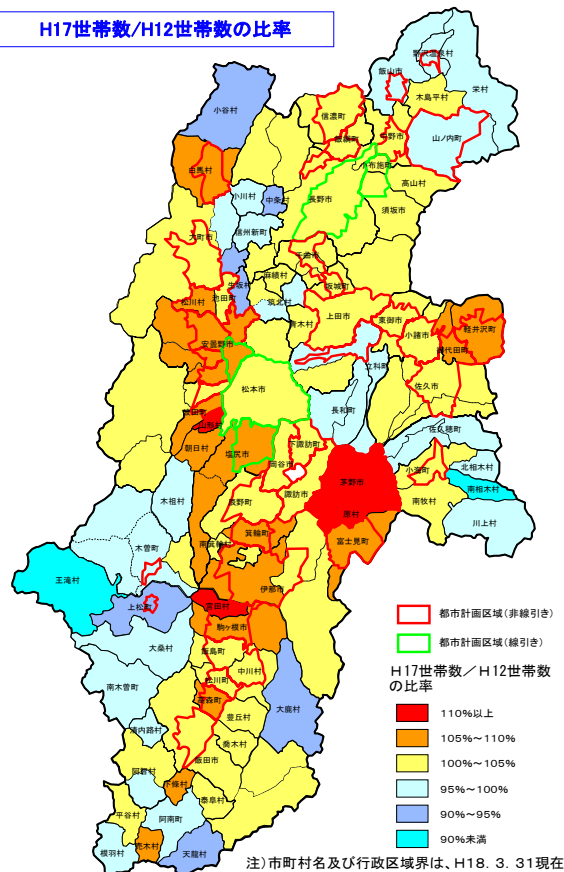 H17世帯数/H12世帯数の比率
野沢温泉村
飯山市
栄村
小谷村
木島平村
信濃町
飯綱町
中野市
山ノ内町
白馬村
小布施町
高山村
小川村
中条村
長野市
須坂市
信州新町
大町市
千曲市
麻績村
生坂村
坂城町
池田町
筑北村
松川村
青木村
上田市
東御市
小諸市
軽井沢町
御代田町
安曇野市
立科町
松本市
佐久市
長和町
波田町
山形村
佐久穂町
朝日村
塩尻市
下諏訪町
岡谷市
小海町
北相木村
茅野市
南相木村
木祖村
辰野町
諏訪市
南牧村
原村
川上村
箕輪町
富士見町
木曽町
南箕輪村
王滝村
伊那市
上松町
宮田村
駒ヶ根市
都市計画区域(非線引き)
大桑村
飯島町
都市計画区域(線引き)
中川村
H17世帯数/H12世帯数
の比率
南木曽町
松川町
大鹿村
高森町
110%以上
豊丘村
清内路村
105%～110%
喬木村
飯田市
100%～105%
阿智村
下條村
95%～100%
泰阜村
平谷村
阿南町
90%～95%
売木村
90%未満
根羽村
天龍村
注)市町村名及び行政区域界は、H18. 3. 31現在